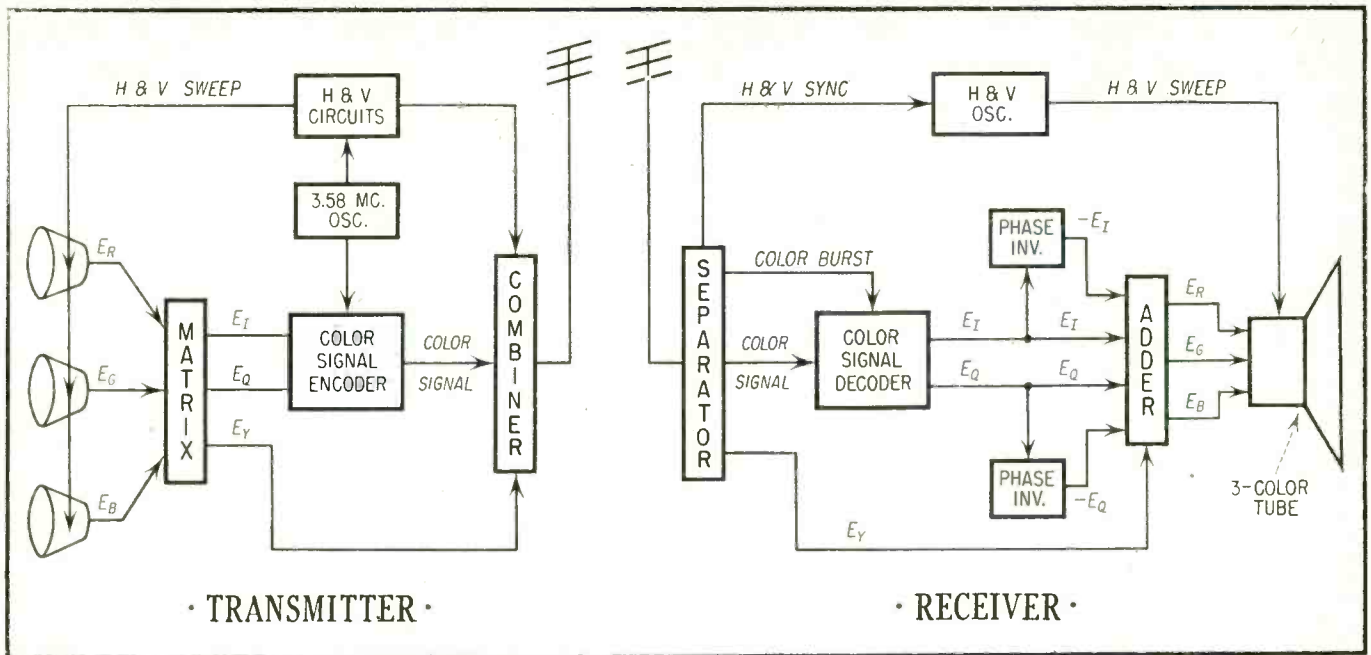 H & V SWEEP
H & V
CIRCUITS
3.58 MC.
OSC.
E_R
E_G
E_B
MATRIX
E_I
E_Q
E_Y
COLOR
SIGNAL
ENCODER
COLOR
SIGNAL
COMBINER
· TRANSMITTER ·
H & V SYNC
H & V
OSC.
H & V SWEEP
SEPARATOR
COLOR BURST
COLOR
SIGNAL
COLOR
SIGNAL
DECODER
E_I
E_Q
E_Y
PHASE
INV.
-E_I
E_I
E_Q
PHASE
INV.
-E_Q
ADDER
E_R
E_G
E_B
3-COLOR
TUBE
· RECEIVER ·